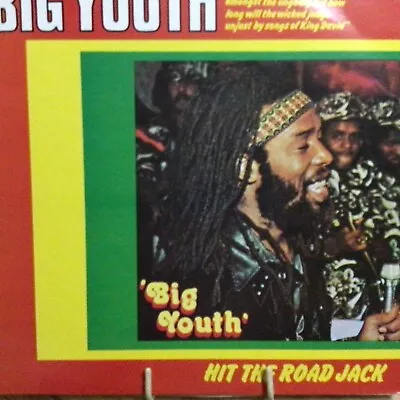 BIG YOUTH
amongst the
long will the wicked
unjust by songs of King David"
'Big
Youth'
HIT THE ROAD JACK